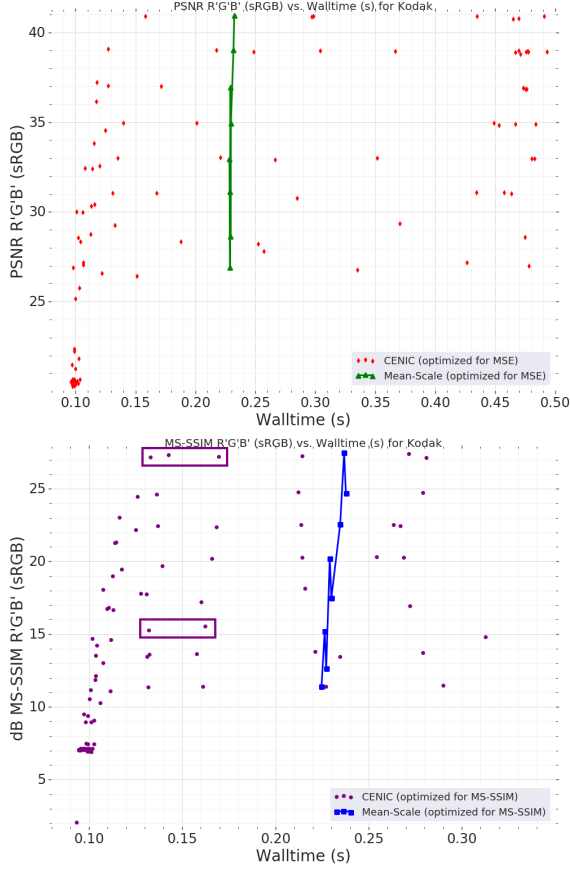 PSNR R'G'B' (sRGB) vs. Walltime (s) for Kodak
40
35
30
25
PSNR R'G'B' (sRGB)
0.10 0.15 0.20 0.25 0.30 0.35 0.40 0.45 0.50
Walltime (s)
CENIC (optimized for MSE)
Mean-Scale (optimized for MSE)
MS-SSIM R'G'B' (sRGB) vs. Walltime (s) for Kodak
25
20
15
10
5
dB MS-SSIM R'G'B' (sRGB)
CENIC (optimized for MS-SSIM)
Mean-Scale (optimized for MS-SSIM)
0.10 0.15 0.20 0.25 0.30
Walltime (s)